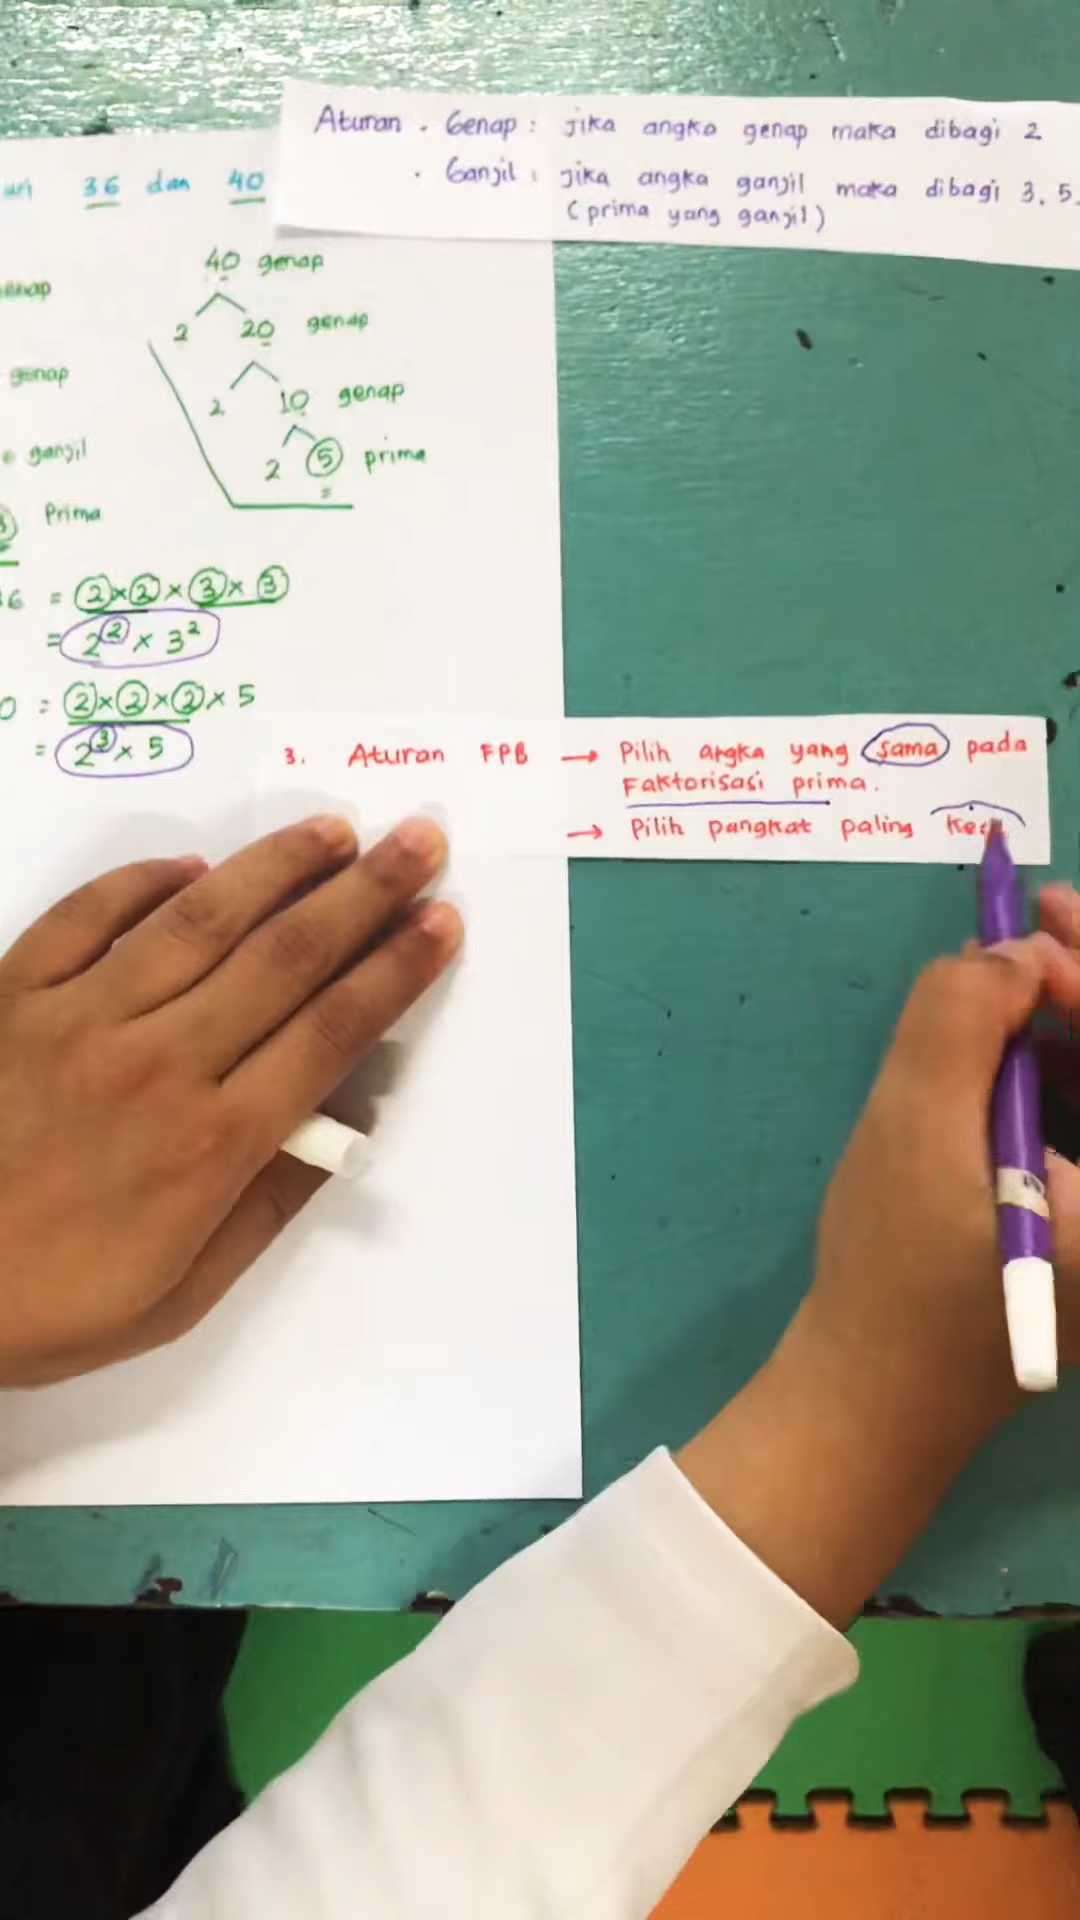 Aturan . Genap : jika angka genap maka dibagi 2
. Ganjil : jika angka ganjil maka dibagi 3, 5,
(prima yang ganjil)
36 dan 40
40 genap
2 20 genap
genap
2 10 genap
ganjil
2 5 prima
Prima
= 2 × 2 × 3 × 3
= 2² × 3²
= 2 × 2 × 2 × 5
= 2³ × 5
3. Aturan FPB → Pilih angka yang sama pada
Faktorisasi prima.
→ Pilih pangkat paling